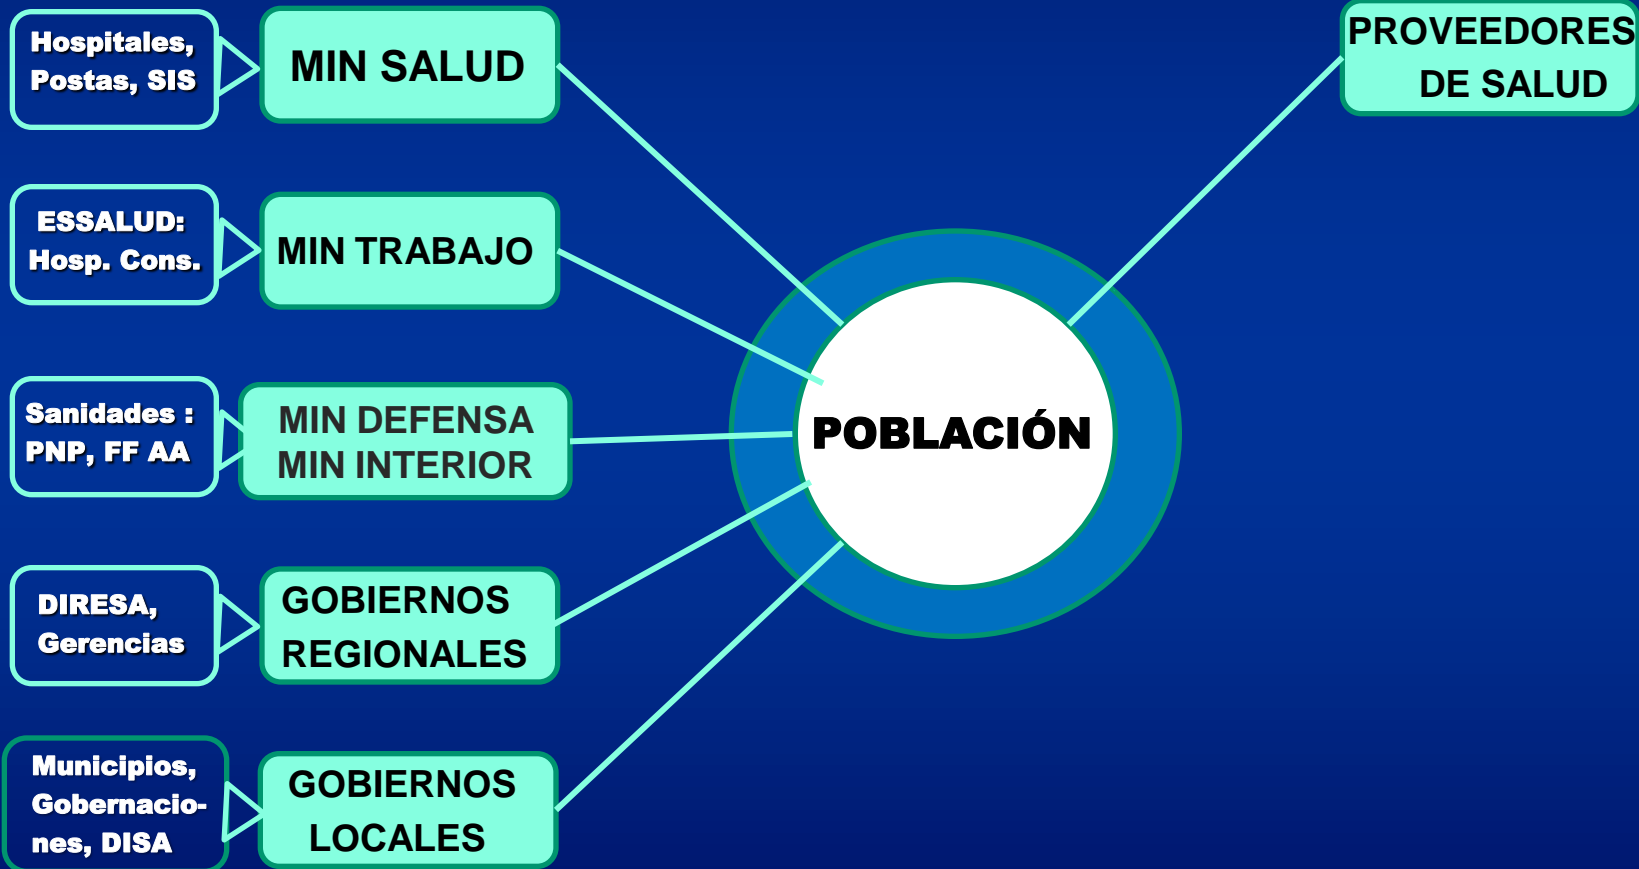 Hospitales,
Postas, SIS
MIN SALUD
PROVEEDORES
DE SALUD
ESSALUD:
Hosp. Cons.
MIN TRABAJO
Sanidades :
PNP, FF AA
MIN DEFENSA
MIN INTERIOR
POBLACIÓN
DIRESA,
Gerencias
GOBIERNOS
REGIONALES
Municipios,
Gobernacio-
nes, DISA
GOBIERNOS
LOCALES